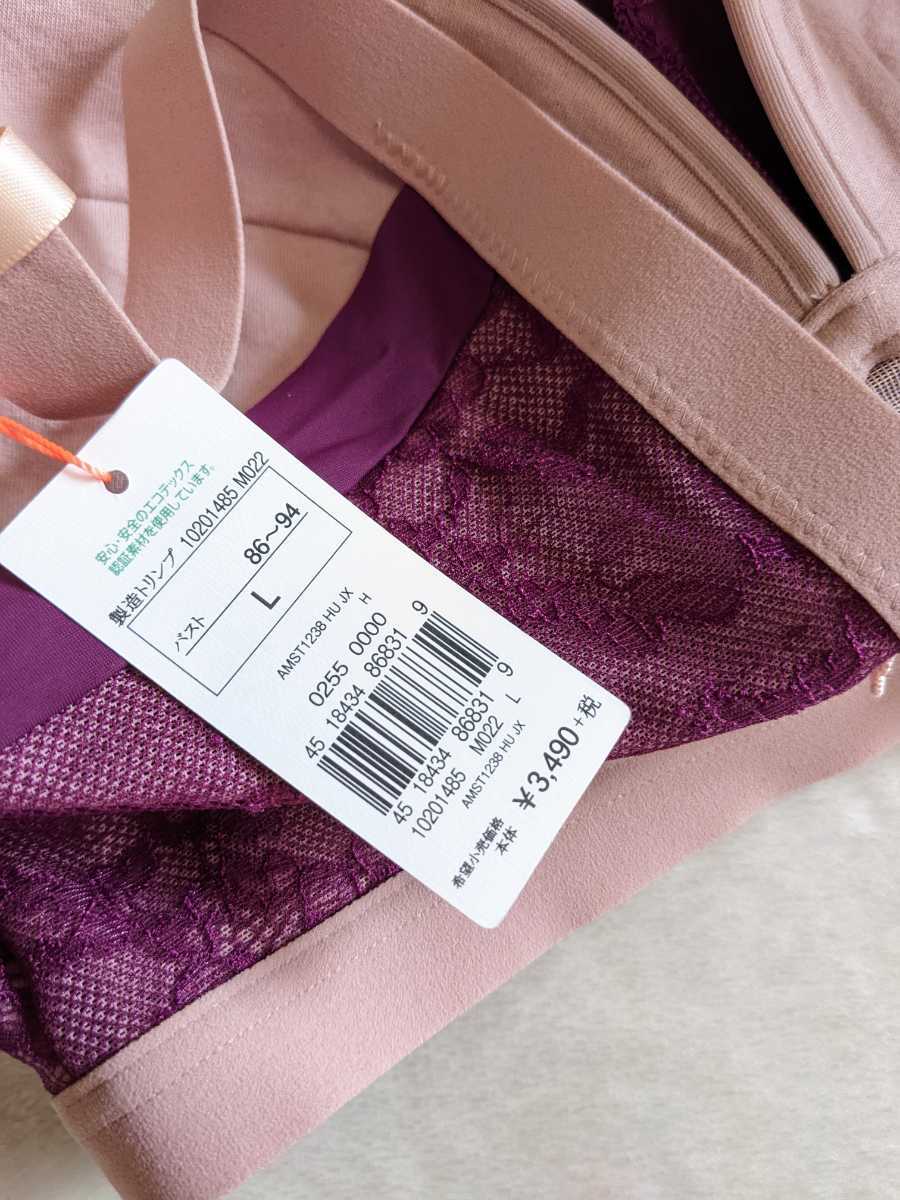 安心・安全のエコテックス
認証素材を使用しています。
製造トリンプ 10201485 M022
バスト 86～94
L
AMST1238 HU JX
H
0255 0000
45 18434 86831 9
45 18434 86831 9
10201485 M022 L
AMST1238 HU JX
希望小売価格
本体 ￥3,490+税